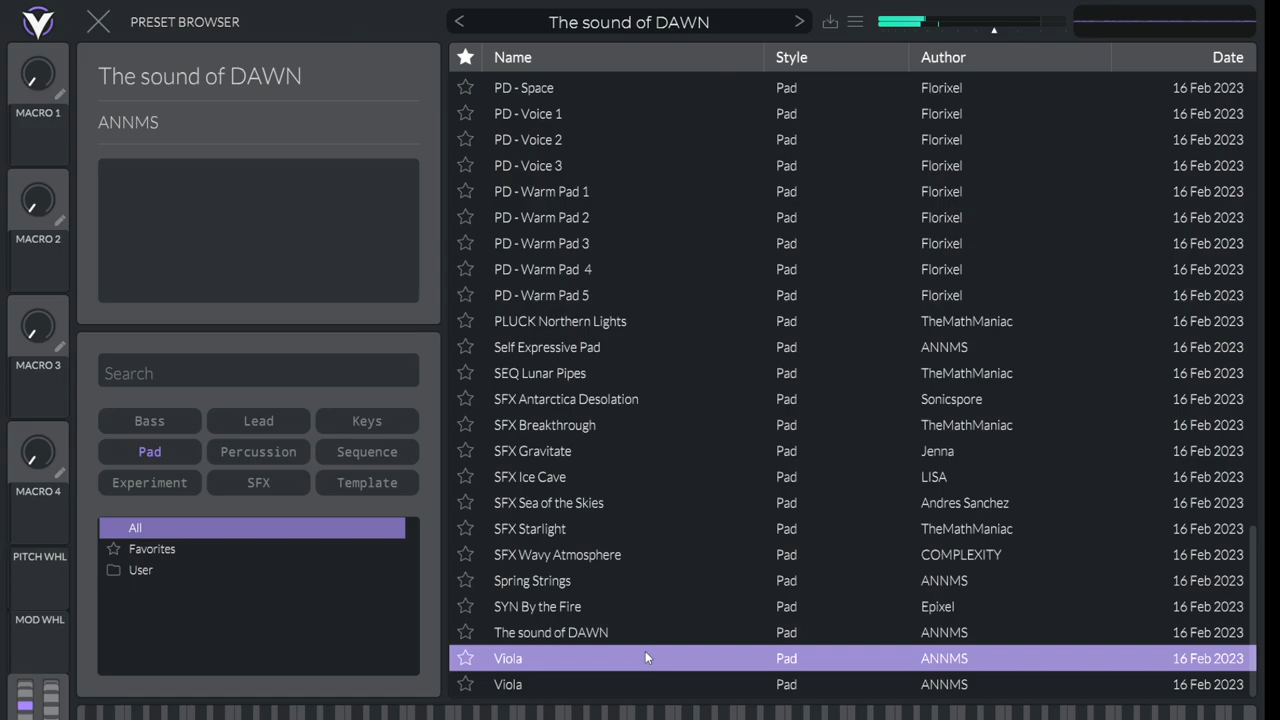 PRESET BROWSER
The sound of DAWN
MACRO 1
MACRO 2
MACRO 3
MACRO 4
PITCH WHL
MOD WHL
The sound of DAWN
ANNMS
Search
Bass Lead Keys
Pad Percussion Sequence
Experiment SFX Template
All
Favorites
User
Name Style Author Date
PD - Space Pad Florixel 16 Feb 2023
PD - Voice 1 Pad Florixel 16 Feb 2023
PD - Voice 2 Pad Florixel 16 Feb 2023
PD - Voice 3 Pad Florixel 16 Feb 2023
PD - Warm Pad 1 Pad Florixel 16 Feb 2023
PD - Warm Pad 2 Pad Florixel 16 Feb 2023
PD - Warm Pad 3 Pad Florixel 16 Feb 2023
PD - Warm Pad 4 Pad Florixel 16 Feb 2023
PD - Warm Pad 5 Pad Florixel 16 Feb 2023
PLUCK Northern Lights Pad TheMathManiac 16 Feb 2023
Self Expressive Pad Pad ANNMS 16 Feb 2023
SEQ Lunar Pipes Pad TheMathManiac 16 Feb 2023
SFX Antarctica Desolation Pad Sonicspore 16 Feb 2023
SFX Breakthrough Pad TheMathManiac 16 Feb 2023
SFX Gravitate Pad Jenna 16 Feb 2023
SFX Ice Cave Pad LISA 16 Feb 2023
SFX Sea of the Skies Pad Andres Sanchez 16 Feb 2023
SFX Starlight Pad TheMathManiac 16 Feb 2023
SFX Wavy Atmosphere Pad COMPLEXITY 16 Feb 2023
Spring Strings Pad ANNMS 16 Feb 2023
SYN By the Fire Pad Epixel 16 Feb 2023
The sound of DAWN Pad ANNMS 16 Feb 2023
Viola Pad ANNMS 16 Feb 2023
Viola Pad ANNMS 16 Feb 2023